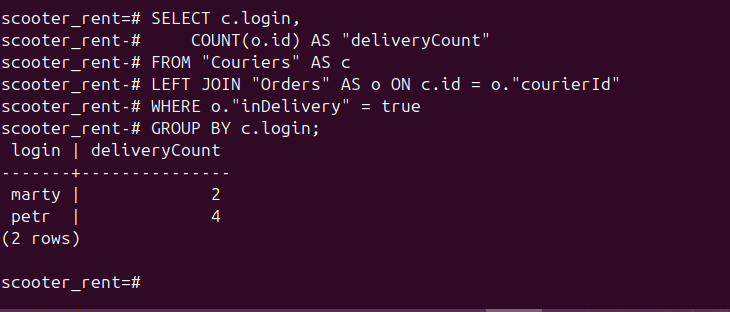 scooter_rent=# SELECT c.login,
scooter_rent-#     COUNT(o.id) AS "deliveryCount"
scooter_rent-# FROM "Couriers" AS c
scooter_rent-# LEFT JOIN "Orders" AS o ON c.id = o."courierId"
scooter_rent-# WHERE o."inDelivery" = true
scooter_rent-# GROUP BY c.login;
 login | deliveryCount
-------+---------------
 marty |             2
 petr  |             4
(2 rows)

scooter_rent=#